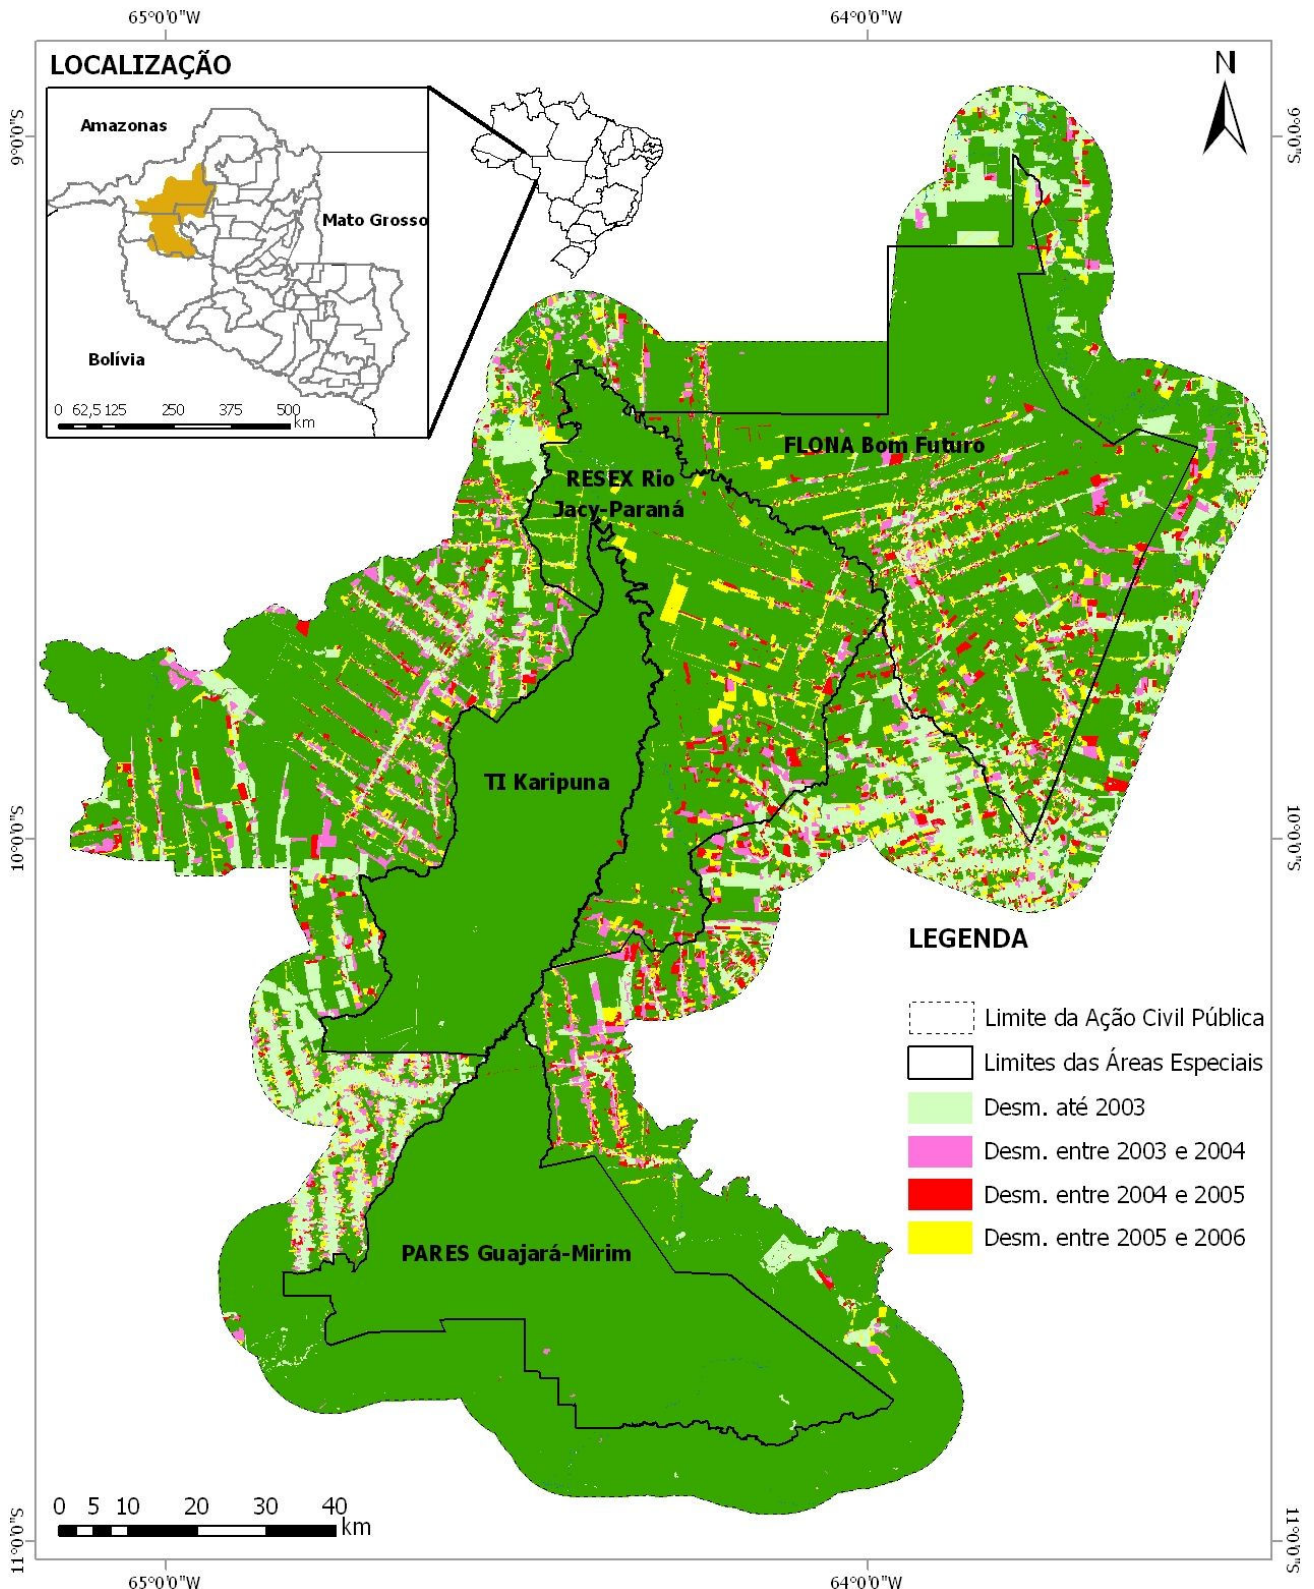 65°0'0"W
64°0'0"W
LOCALIZAÇÃO
N
Amazonas
9°0'0"S
9°0'0"S
Mato Grosso
Bolívia
0 62,5 125 250 375 500
km
FLONA Bom Futuro
RESEX Rio
Jacy-Paraná
TI Karipuna
10°0'0"S
10°0'0"S
LEGENDA
Limite da Ação Civil Pública
Limites das Áreas Especiais
Desm. até 2003
Desm. entre 2003 e 2004
Desm. entre 2004 e 2005
Desm. entre 2005 e 2006
PARES Guajará-Mirim
0 5 10 20 30 40
km
11°0'0"S
11°0'0"S
65°0'0"W
64°0'0"W